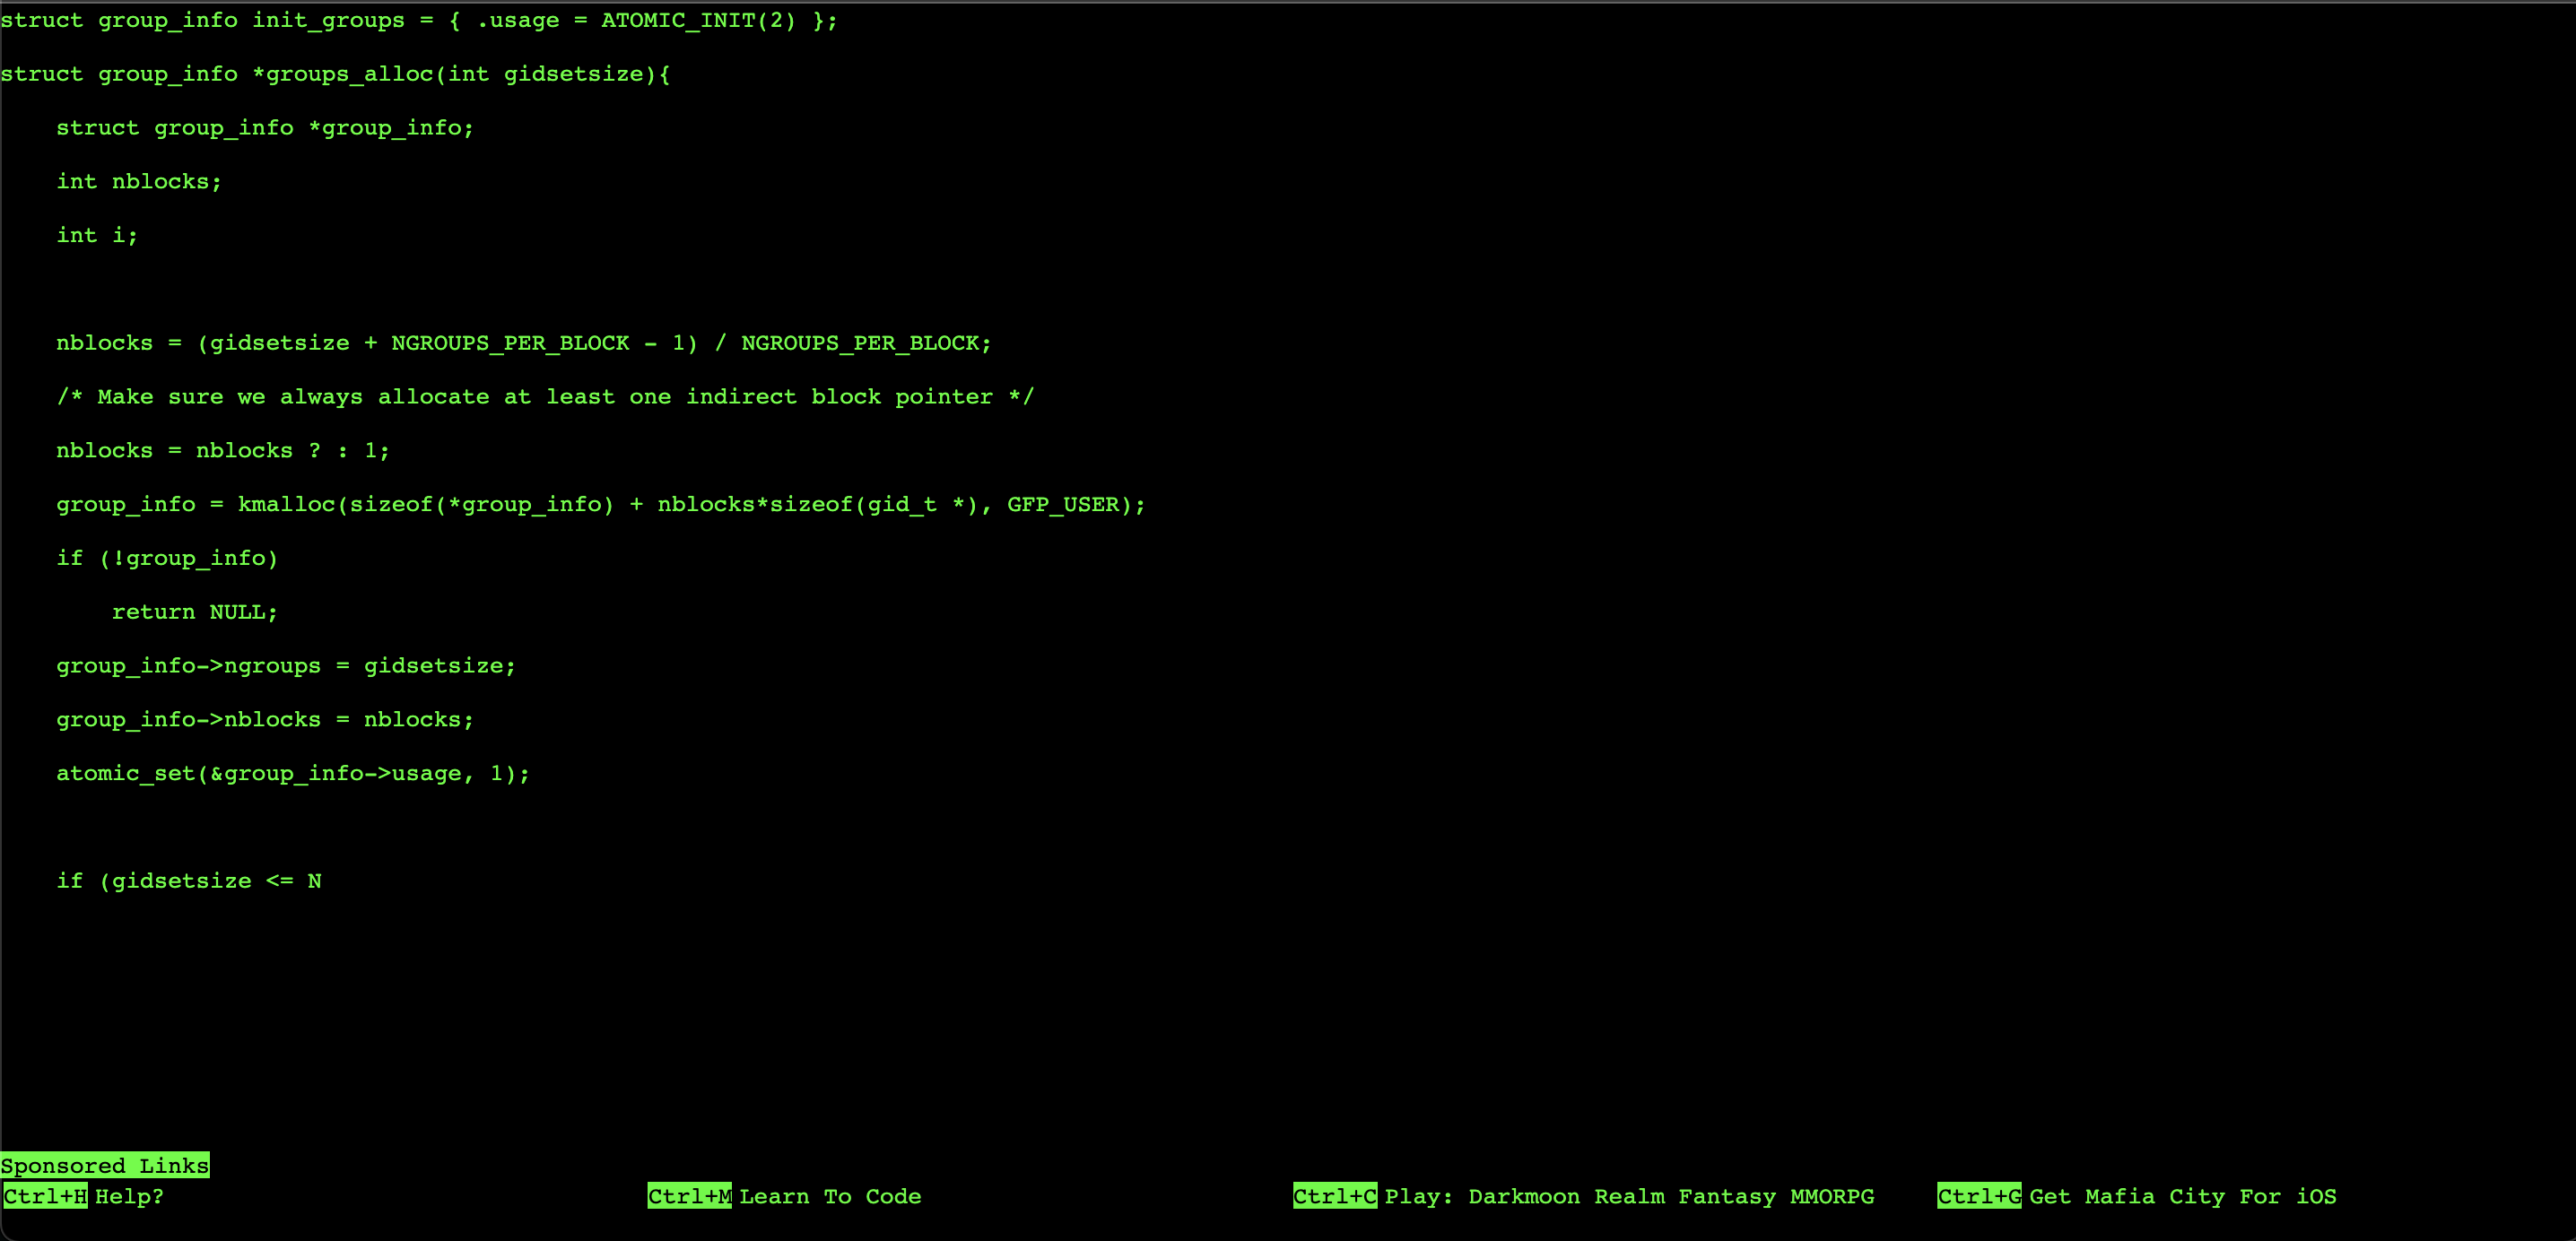 struct group_info init_groups = { .usage = ATOMIC_INIT(2) };
struct group_info *groups_alloc(int gidsetsize){
    struct group_info *group_info;
    int nblocks;
    int i;
    nblocks = (gidsetsize + NGROUPS_PER_BLOCK - 1) / NGROUPS_PER_BLOCK;
    /* Make sure we always allocate at least one indirect block pointer */
    nblocks = nblocks ? : 1;
    group_info = kmalloc(sizeof(*group_info) + nblocks*sizeof(gid_t *), GFP_USER);
    if (!group_info)
        return NULL;
    group_info->ngroups = gidsetsize;
    group_info->nblocks = nblocks;
    atomic_set(&group_info->usage, 1);
    if (gidsetsize <= N
Sponsored Links
Ctrl+H Help? Ctrl+M Learn To Code Ctrl+C Play: Darkmoon Realm Fantasy MMORPG Ctrl+G Get Mafia City For iOS